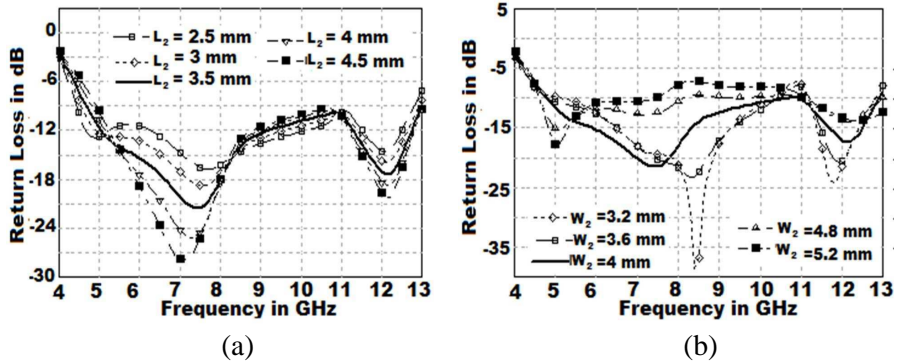 0
-6
-12
-18
-24
-30
Return Loss in dB
L2 = 2.5 mm
L2 = 3 mm
L2 = 3.5 mm
L2 = 4 mm
L2 = 4.5 mm
4 5 6 7 8 9 10 11 12 13
Frequency in GHz
(a)
5
-5
-15
-25
-35
Return Loss in dB
W2 =3.2 mm
W2 =3.6 mm
W2 =4 mm
W2 =4.8 mm
W2 =5.2 mm
4 5 6 7 8 9 10 11 12 13
Frequency in GHz
(b)